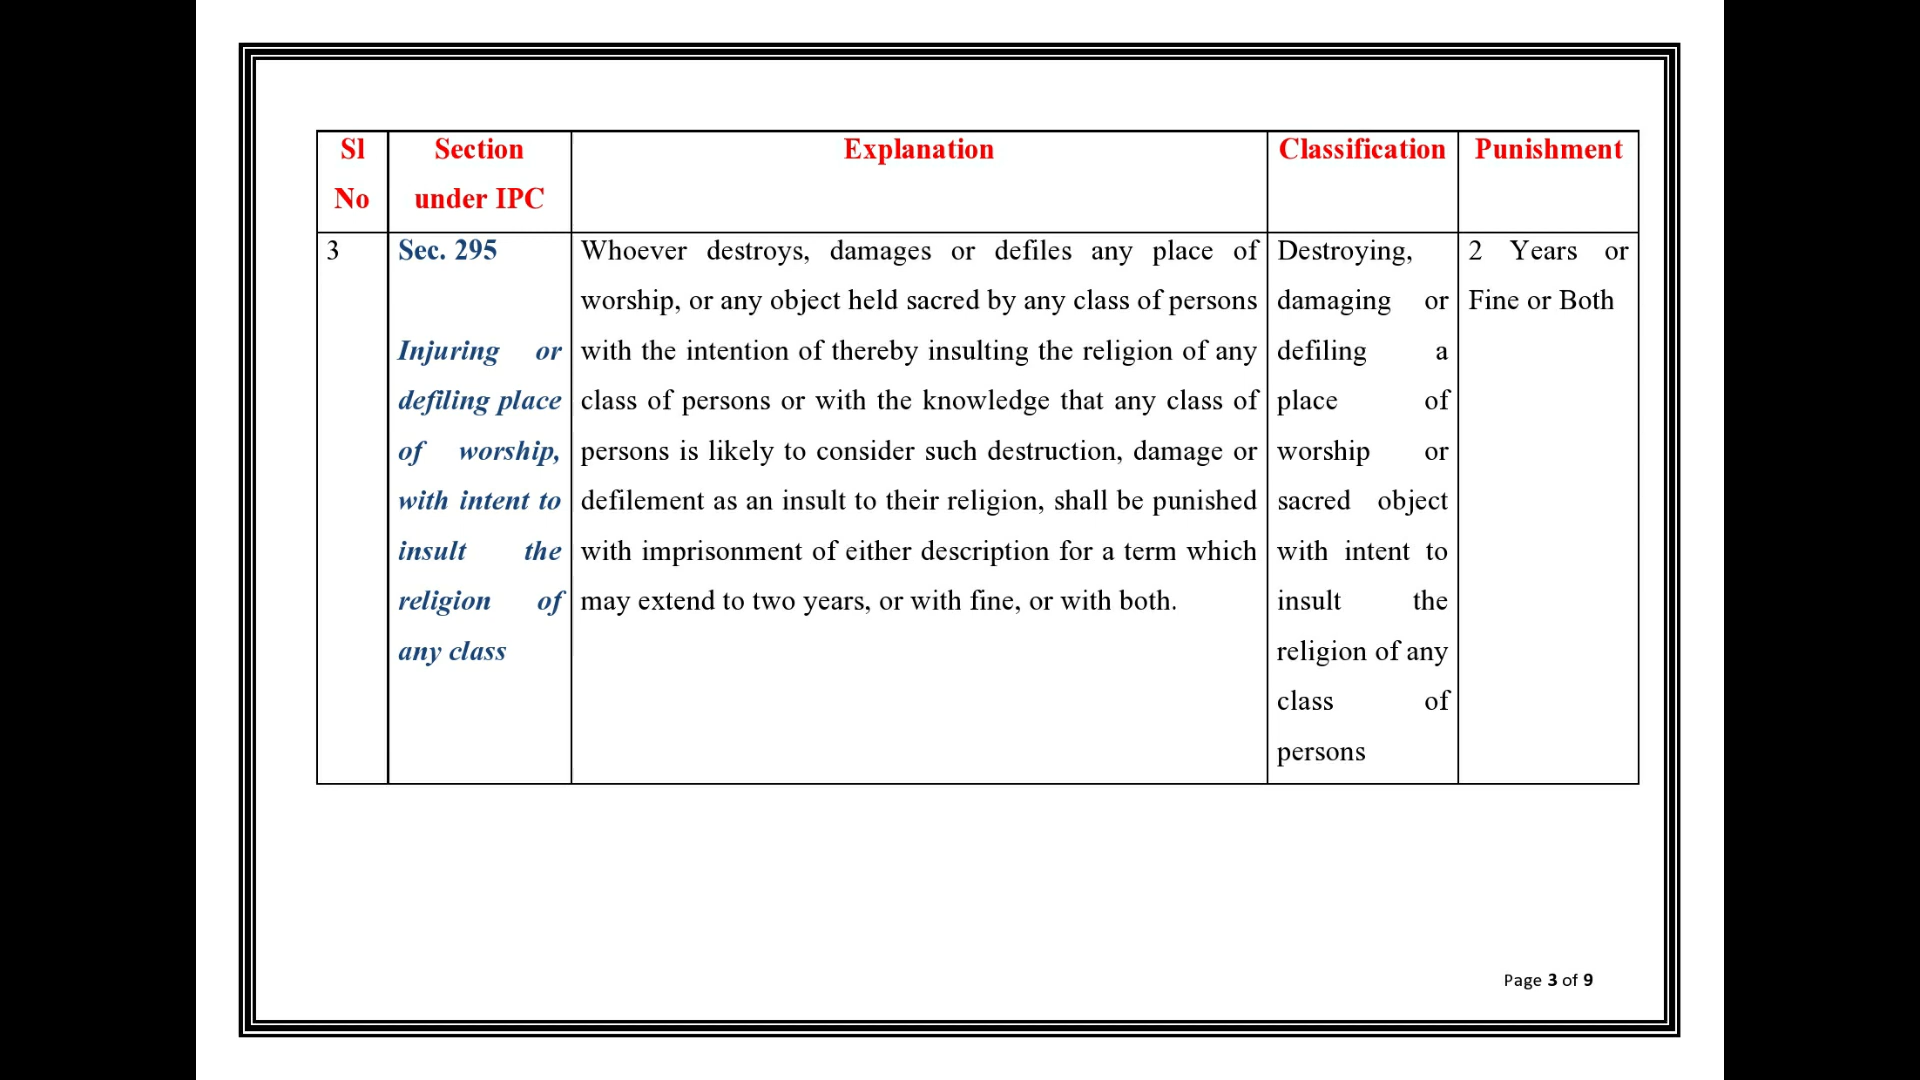 Sl No | Section under IPC | Explanation | Classification | Punishment
3
Sec. 295
Injuring or
defiling place
of worship,
with intent to
insult the
religion of
any class
Whoever destroys, damages or defiles any place of
worship, or any object held sacred by any class of persons
with the intention of thereby insulting the religion of any
class of persons or with the knowledge that any class of
persons is likely to consider such destruction, damage or
defilement as an insult to their religion, shall be punished
with imprisonment of either description for a term which
may extend to two years, or with fine, or with both.
Destroying,
damaging or
defiling a
place of
worship or
sacred object
with intent to
insult the
religion of any
class of
persons
2 Years or
Fine or Both
Page 3 of 9